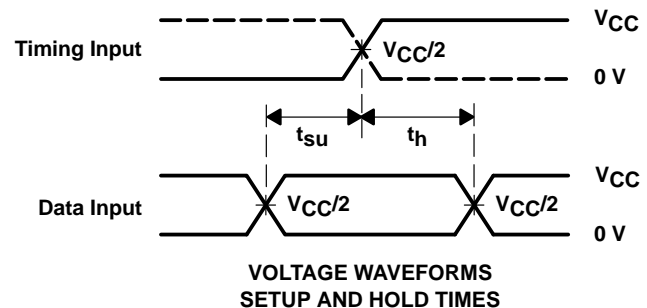 VCC
Timing Input
VCC/2
0 V
tsu
th
VCC
Data Input
VCC/2
VCC/2
0 V
VOLTAGE WAVEFORMS
SETUP AND HOLD TIMES